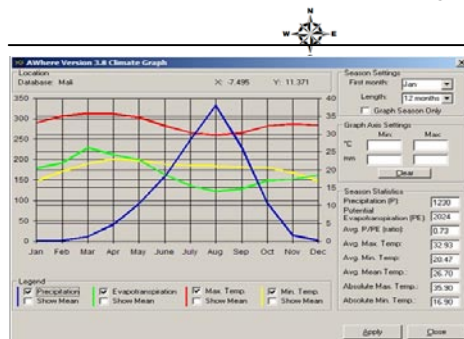 N
W E
AWhere Version 3.8 Climate Graph
Location
Database: Mali X: -7.495 Y: 11.371
Season Settings
First month: Jan
Length: 12 months
Graph Season Only
Graph Axis Settings
Min: Max:
°C
mm
Clear
350 40
300 35
250 30
25
200 20
150 15
100 10
50 5
0 0
Jan Feb Mar Apr May June July Aug Sep Oct Nov Dec
Season Statistics
Precipitation (P) 1230
Potential
Evapotranspiration (PE) 2024
Avg. P/PE (ratio) 0.73
Avg. Max. Temp: 32.93
Avg. Min. Temp: 20.47
Avg. Mean Temp.: 26.70
Absolute Max. Temp.: 35.90
Absolute Min. Temp.: 16.90
Legend
Precipitation Evapotranspiration Max. Temp. Min. Temp.
Show Mean Show Mean Show Mean Show Mean
Apply Close